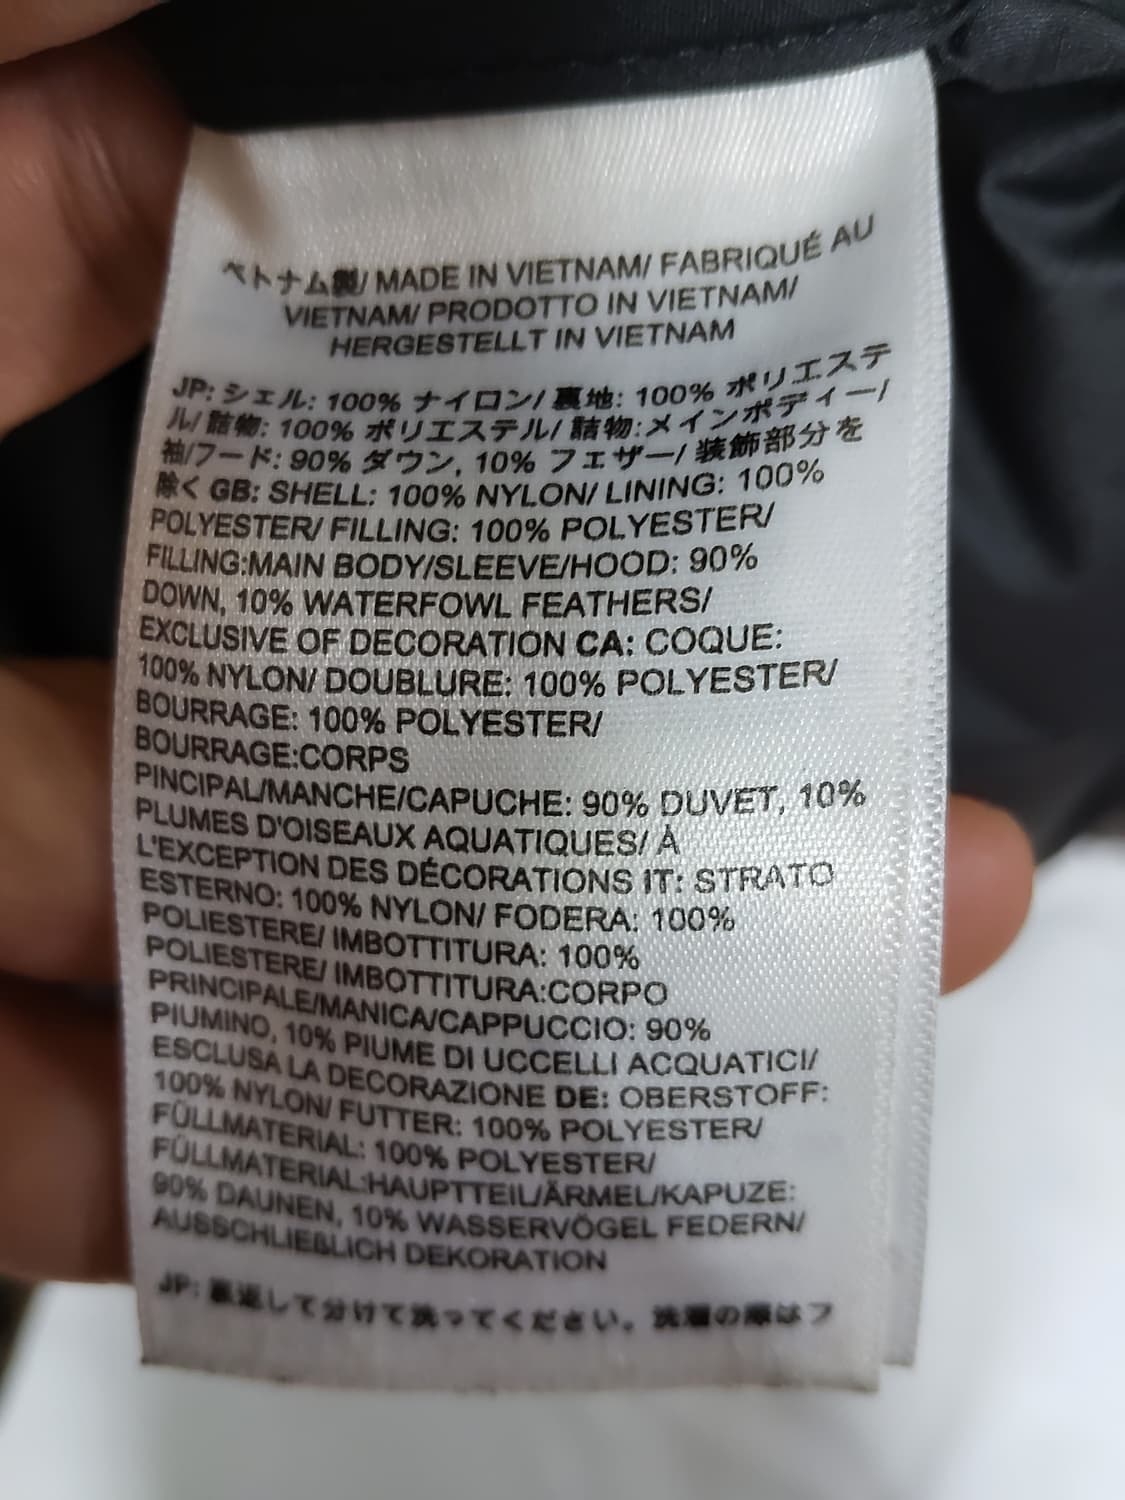 ベトナム製/ MADE IN VIETNAM/ FABRIQUÉ AU
VIETNAM/ PRODOTTO IN VIETNAM/
HERGESTELLT IN VIETNAM
JP: シェル: 100% ナイロン/ 裏地: 100% ポリエステ
ル/ 詰物: 100% ポリエステル/ 詰物:メインボディー/
袖/フード: 90% ダウン, 10% フェザー/ 装飾部分を
除く GB: SHELL: 100% NYLON/ LINING: 100%
POLYESTER/ FILLING: 100% POLYESTER/
FILLING:MAIN BODY/SLEEVE/HOOD: 90%
DOWN, 10% WATERFOWL FEATHERS/
EXCLUSIVE OF DECORATION CA: COQUE:
100% NYLON/ DOUBLURE: 100% POLYESTER/
BOURRAGE: 100% POLYESTER/
BOURRAGE:CORPS
PINCIPAL/MANCHE/CAPUCHE: 90% DUVET, 10%
PLUMES D'OISEAUX AQUATIQUES/ À
L'EXCEPTION DES DÉCORATIONS IT: STRATO
ESTERNO: 100% NYLON/ FODERA: 100%
POLIESTERE/ IMBOTTITURA: 100%
POLIESTERE/ IMBOTTITURA:CORPO
PRINCIPALE/MANICA/CAPPUCCIO: 90%
PIUMINO, 10% PIUME DI UCCELLI ACQUATICI/
ESCLUSA LA DECORAZIONE DE: OBERSTOFF:
100% NYLON/ FUTTER: 100% POLYESTER/
FÜLLMATERIAL: 100% POLYESTER/
FÜLLMATERIAL:HAUPTTEIL/ÄRMEL/KAPUZE:
90% DAUNEN, 10% WASSERVÖGEL FEDERN/
AUSSCHLIEßLICH DEKORATION
JP: 裏返して分けて洗ってください。洗濯の際はフ